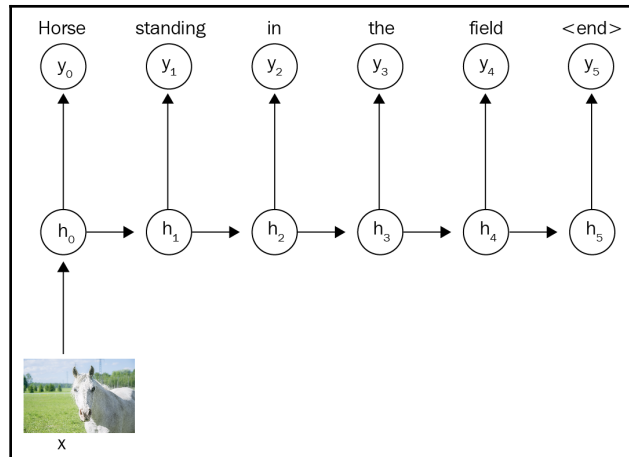 Horse standing in the field <end>
y0 y1 y2 y3 y4 y5
h0 h1 h2 h3 h4 h5
x